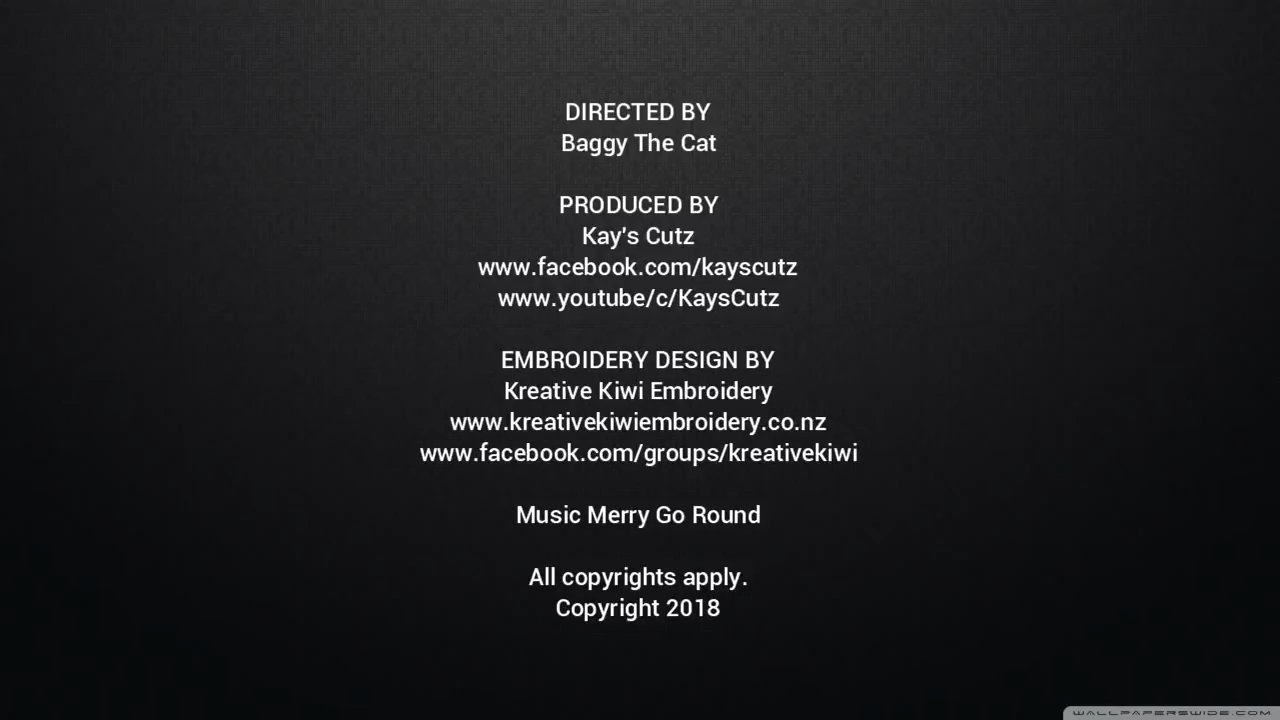 DIRECTED BY
Baggy The Cat
PRODUCED BY
Kay's Cutz
www.facebook.com/kayscutz
www.youtube/c/KaysCutz
EMBROIDERY DESIGN BY
Kreative Kiwi Embroidery
www.kreativekiwiembroidery.co.nz
www.facebook.com/groups/kreativekiwi
Music Merry Go Round
All copyrights apply.
Copyright 2018
WALLPAPERSWIDE.COM